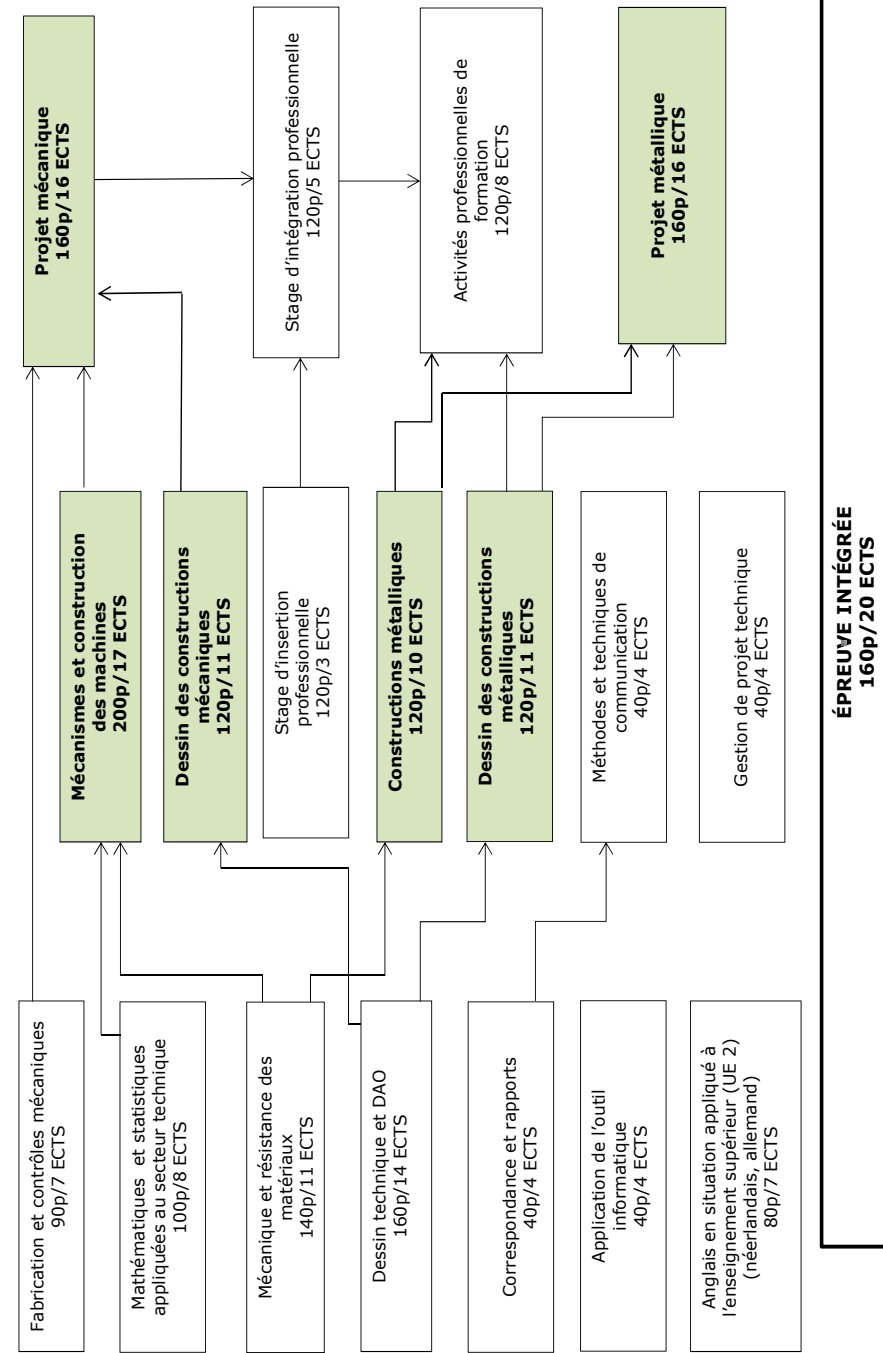 Fabrication et contrôles mécaniques
90p/7 ECTS
Mathématiques et statistiques
appliquées au secteur technique
100p/8 ECTS
Mécanique et résistance des
matériaux
140p/11 ECTS
Dessin technique et DAO
160p/14 ECTS
Correspondance et rapports
40p/4 ECTS
Application de l’outil
informatique
40p/4 ECTS
Anglais en situation appliqué à
l’enseignement supérieur (UE 2)
(néerlandais, allemand)
80p/7 ECTS
Mécanismes et construction
des machines
200p/17 ECTS
Dessin des constructions
mécaniques
120p/11 ECTS
Stage d’insertion
professionnelle
120p/3 ECTS
Constructions métalliques
120p/10 ECTS
Dessin des constructions
métalliques
120p/11 ECTS
Méthodes et techniques de
communication
40p/4 ECTS
Gestion de projet technique
40p/4 ECTS
Projet mécanique
160p/16 ECTS
Stage d’intégration professionnelle
120p/5 ECTS
Activités professionnelles de
formation
120p/8 ECTS
Projet métallique
160p/16 ECTS
ÉPREUVE INTÉGRÉE
160p/20 ECTS